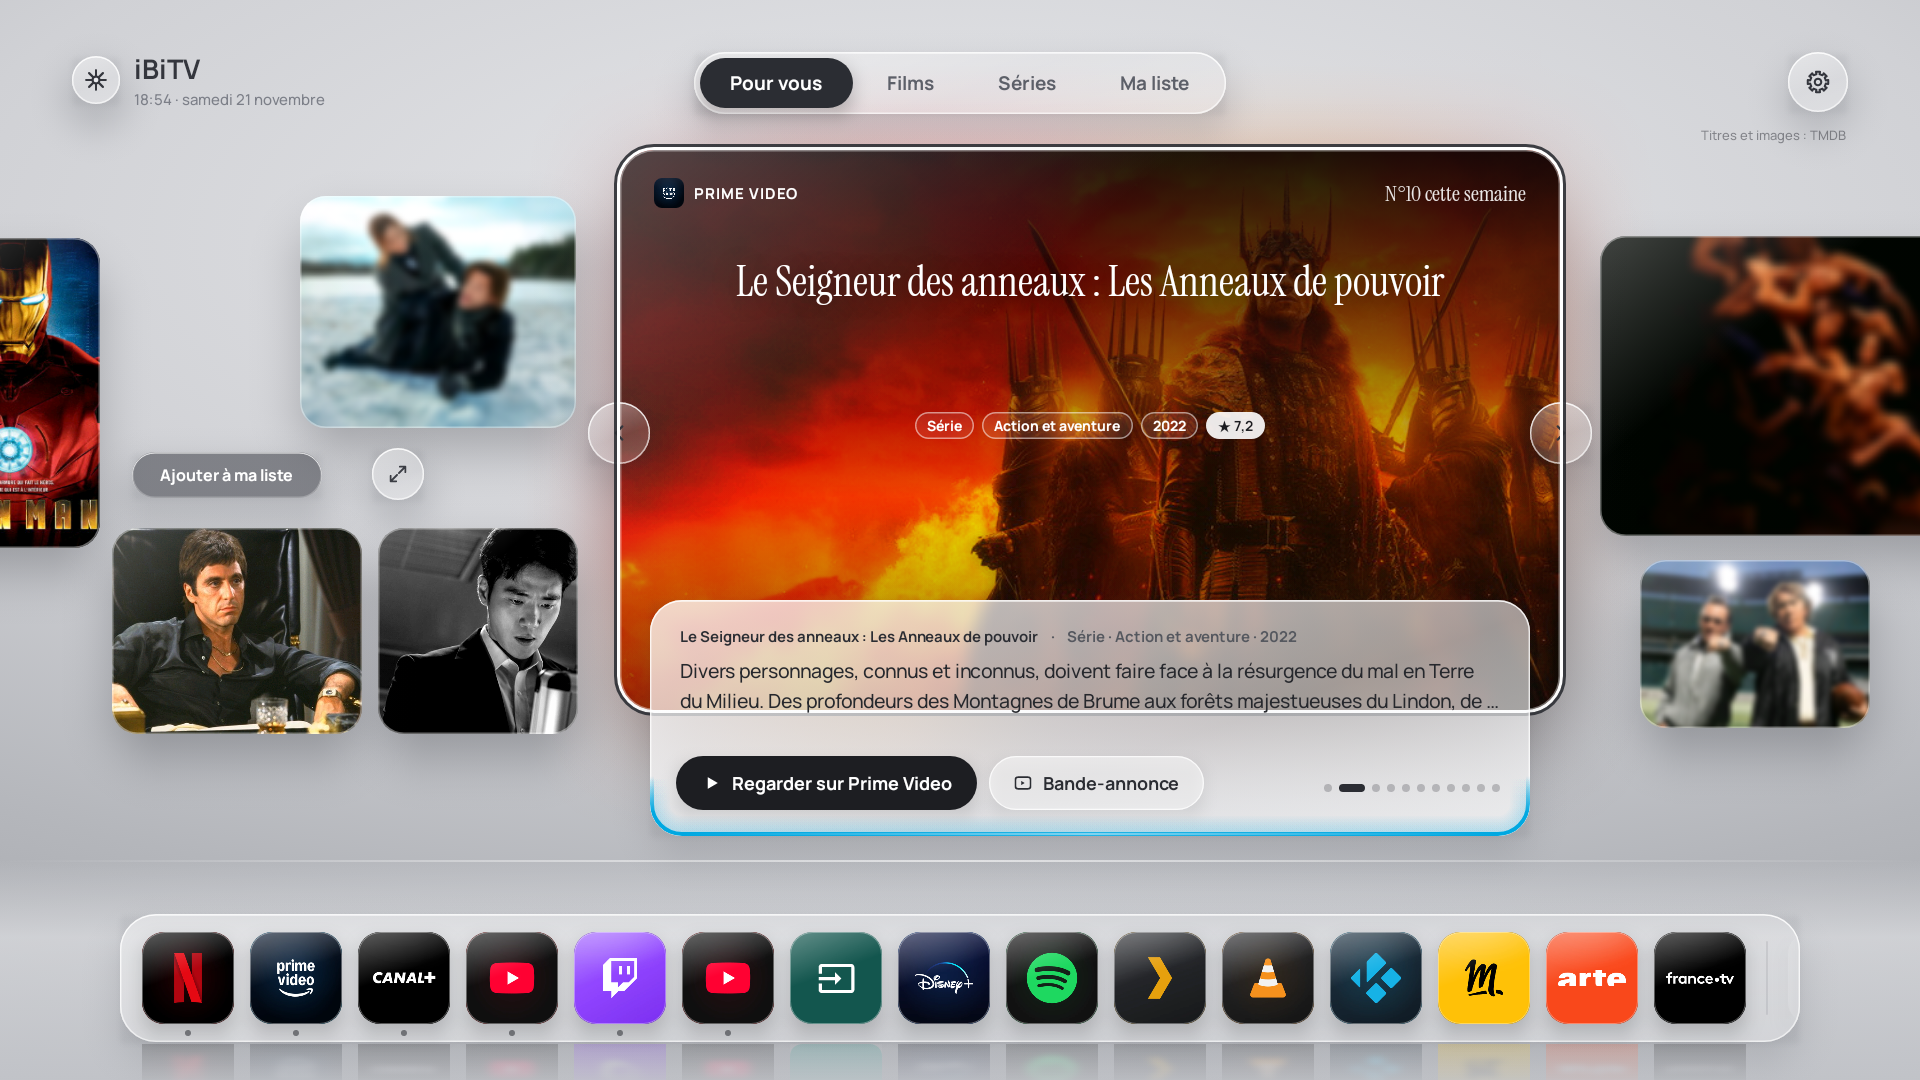 iBiTV
18:54 · samedi 21 novembre
Pour vous
Films
Séries
Ma liste
Titres et images : TMDB
PRIME VIDEO
N°10 cette semaine
Le Seigneur des anneaux : Les Anneaux de pouvoir
Série
Action et aventure
2022
★ 7,2
Ajouter à ma liste
N MAN
Le Seigneur des anneaux : Les Anneaux de pouvoir · Série · Action et aventure · 2022
Divers personnages, connus et inconnus, doivent faire face à la résurgence du mal en Terre
du Milieu. Des profondeurs des Montagnes de Brume aux forêts majestueuses du Lindon, de ...
Regarder sur Prime Video
Bande-annonce
N
prime
video
CANAL+
Disney+
M.
arte
france•tv